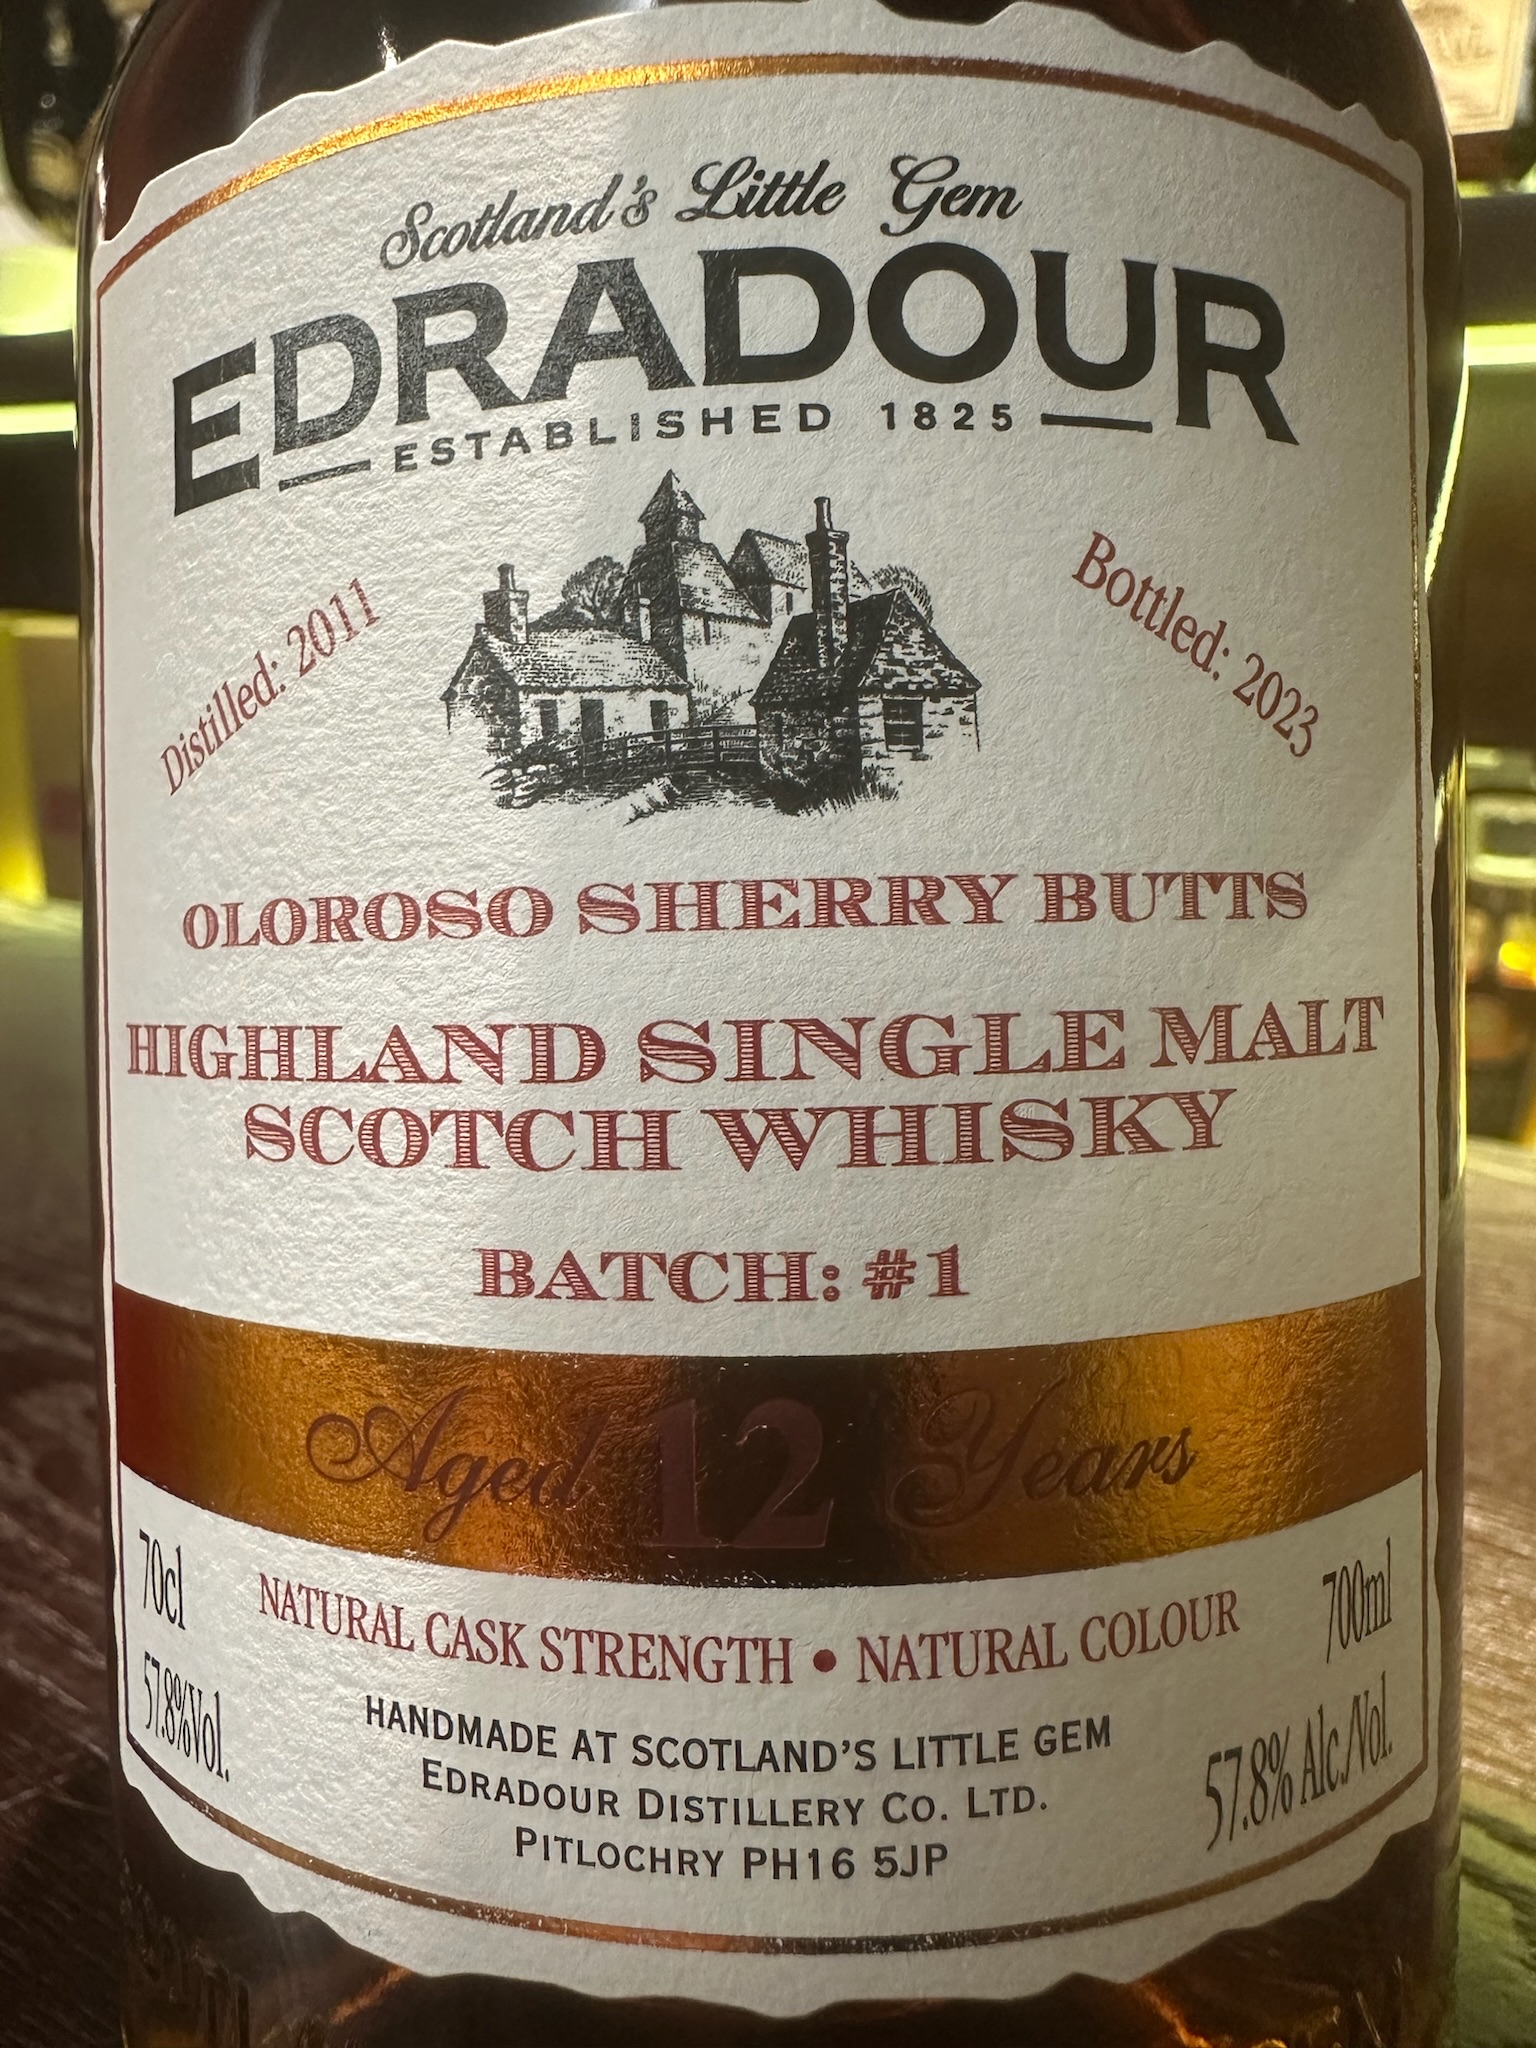 Scotland's Little Gem
EDRADOUR
ESTABLISHED 1825
Distilled: 2011
Bottled: 2023
OLOROSO SHERRY BUTTS
HIGHLAND SINGLE MALT
SCOTCH WHISKY
BATCH: #1
Aged 12 Years
70cl
NATURAL CASK STRENGTH • NATURAL COLOUR
700ml
57.8%Vol.
HANDMADE AT SCOTLAND'S LITTLE GEM
EDRADOUR DISTILLERY CO. LTD.
PITLOCHRY PH16 5JP
57.8% Alc./Vol.